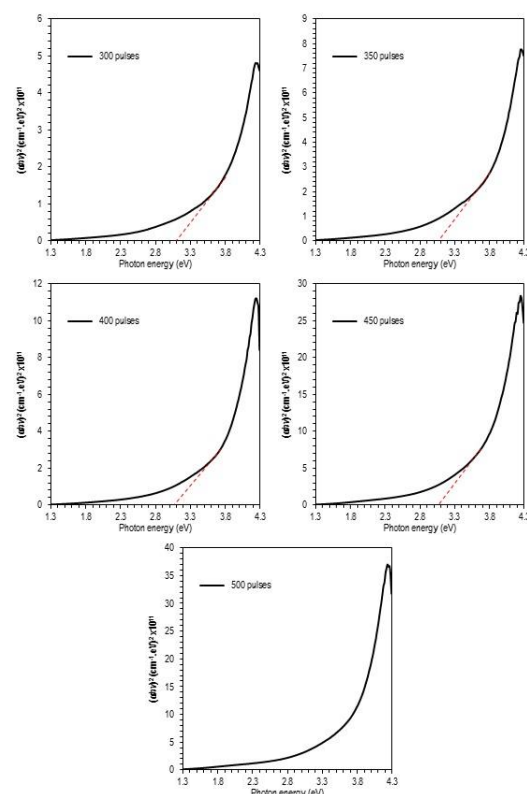 6
5
4
3
2
1
0
(αhν)² (cm⁻¹.eV)² x10¹¹
300 pulses
1.3 1.8 2.3 2.8 3.3 3.8 4.3
Photon energy (eV)
9
8
7
6
5
4
3
2
1
0
(αhν)² (cm⁻¹.eV)² x10¹¹
350 pulses
1.3 1.8 2.3 2.8 3.3 3.8 4.3
Photon energy (eV)
12
10
8
6
4
2
0
(αhν)² (cm⁻¹.eV)² x10¹¹
400 pulses
1.3 1.8 2.3 2.8 3.3 3.8 4.3
Photon energy (eV)
30
25
20
15
10
5
0
(αhν)² (cm⁻¹.eV)² x10¹¹
450 pulses
1.3 1.8 2.3 2.8 3.3 3.8 4.3
Photon energy (eV)
40
35
30
25
20
15
10
5
0
(αhν)² (cm⁻¹.eV)² x10¹¹
500 pulses
1.3 1.8 2.3 2.8 3.3 3.8 4.3
Photon energy (eV)